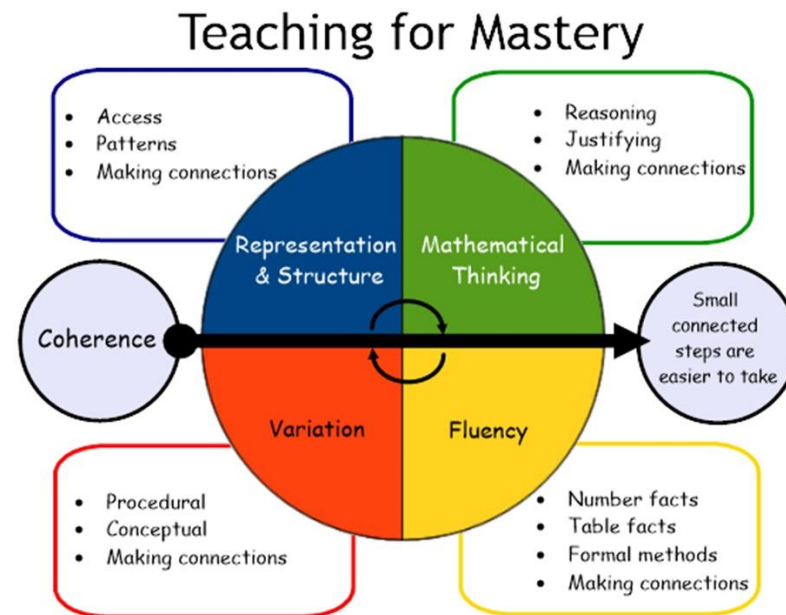 Teaching for Mastery
• Access
• Patterns
• Making connections
• Reasoning
• Justifying
• Making connections
Representation
& Structure
Mathematical
Thinking
Coherence
Small
connected
steps are
easier to take
Variation
Fluency
• Procedural
• Conceptual
• Making connections
• Number facts
• Table facts
• Formal methods
• Making connections